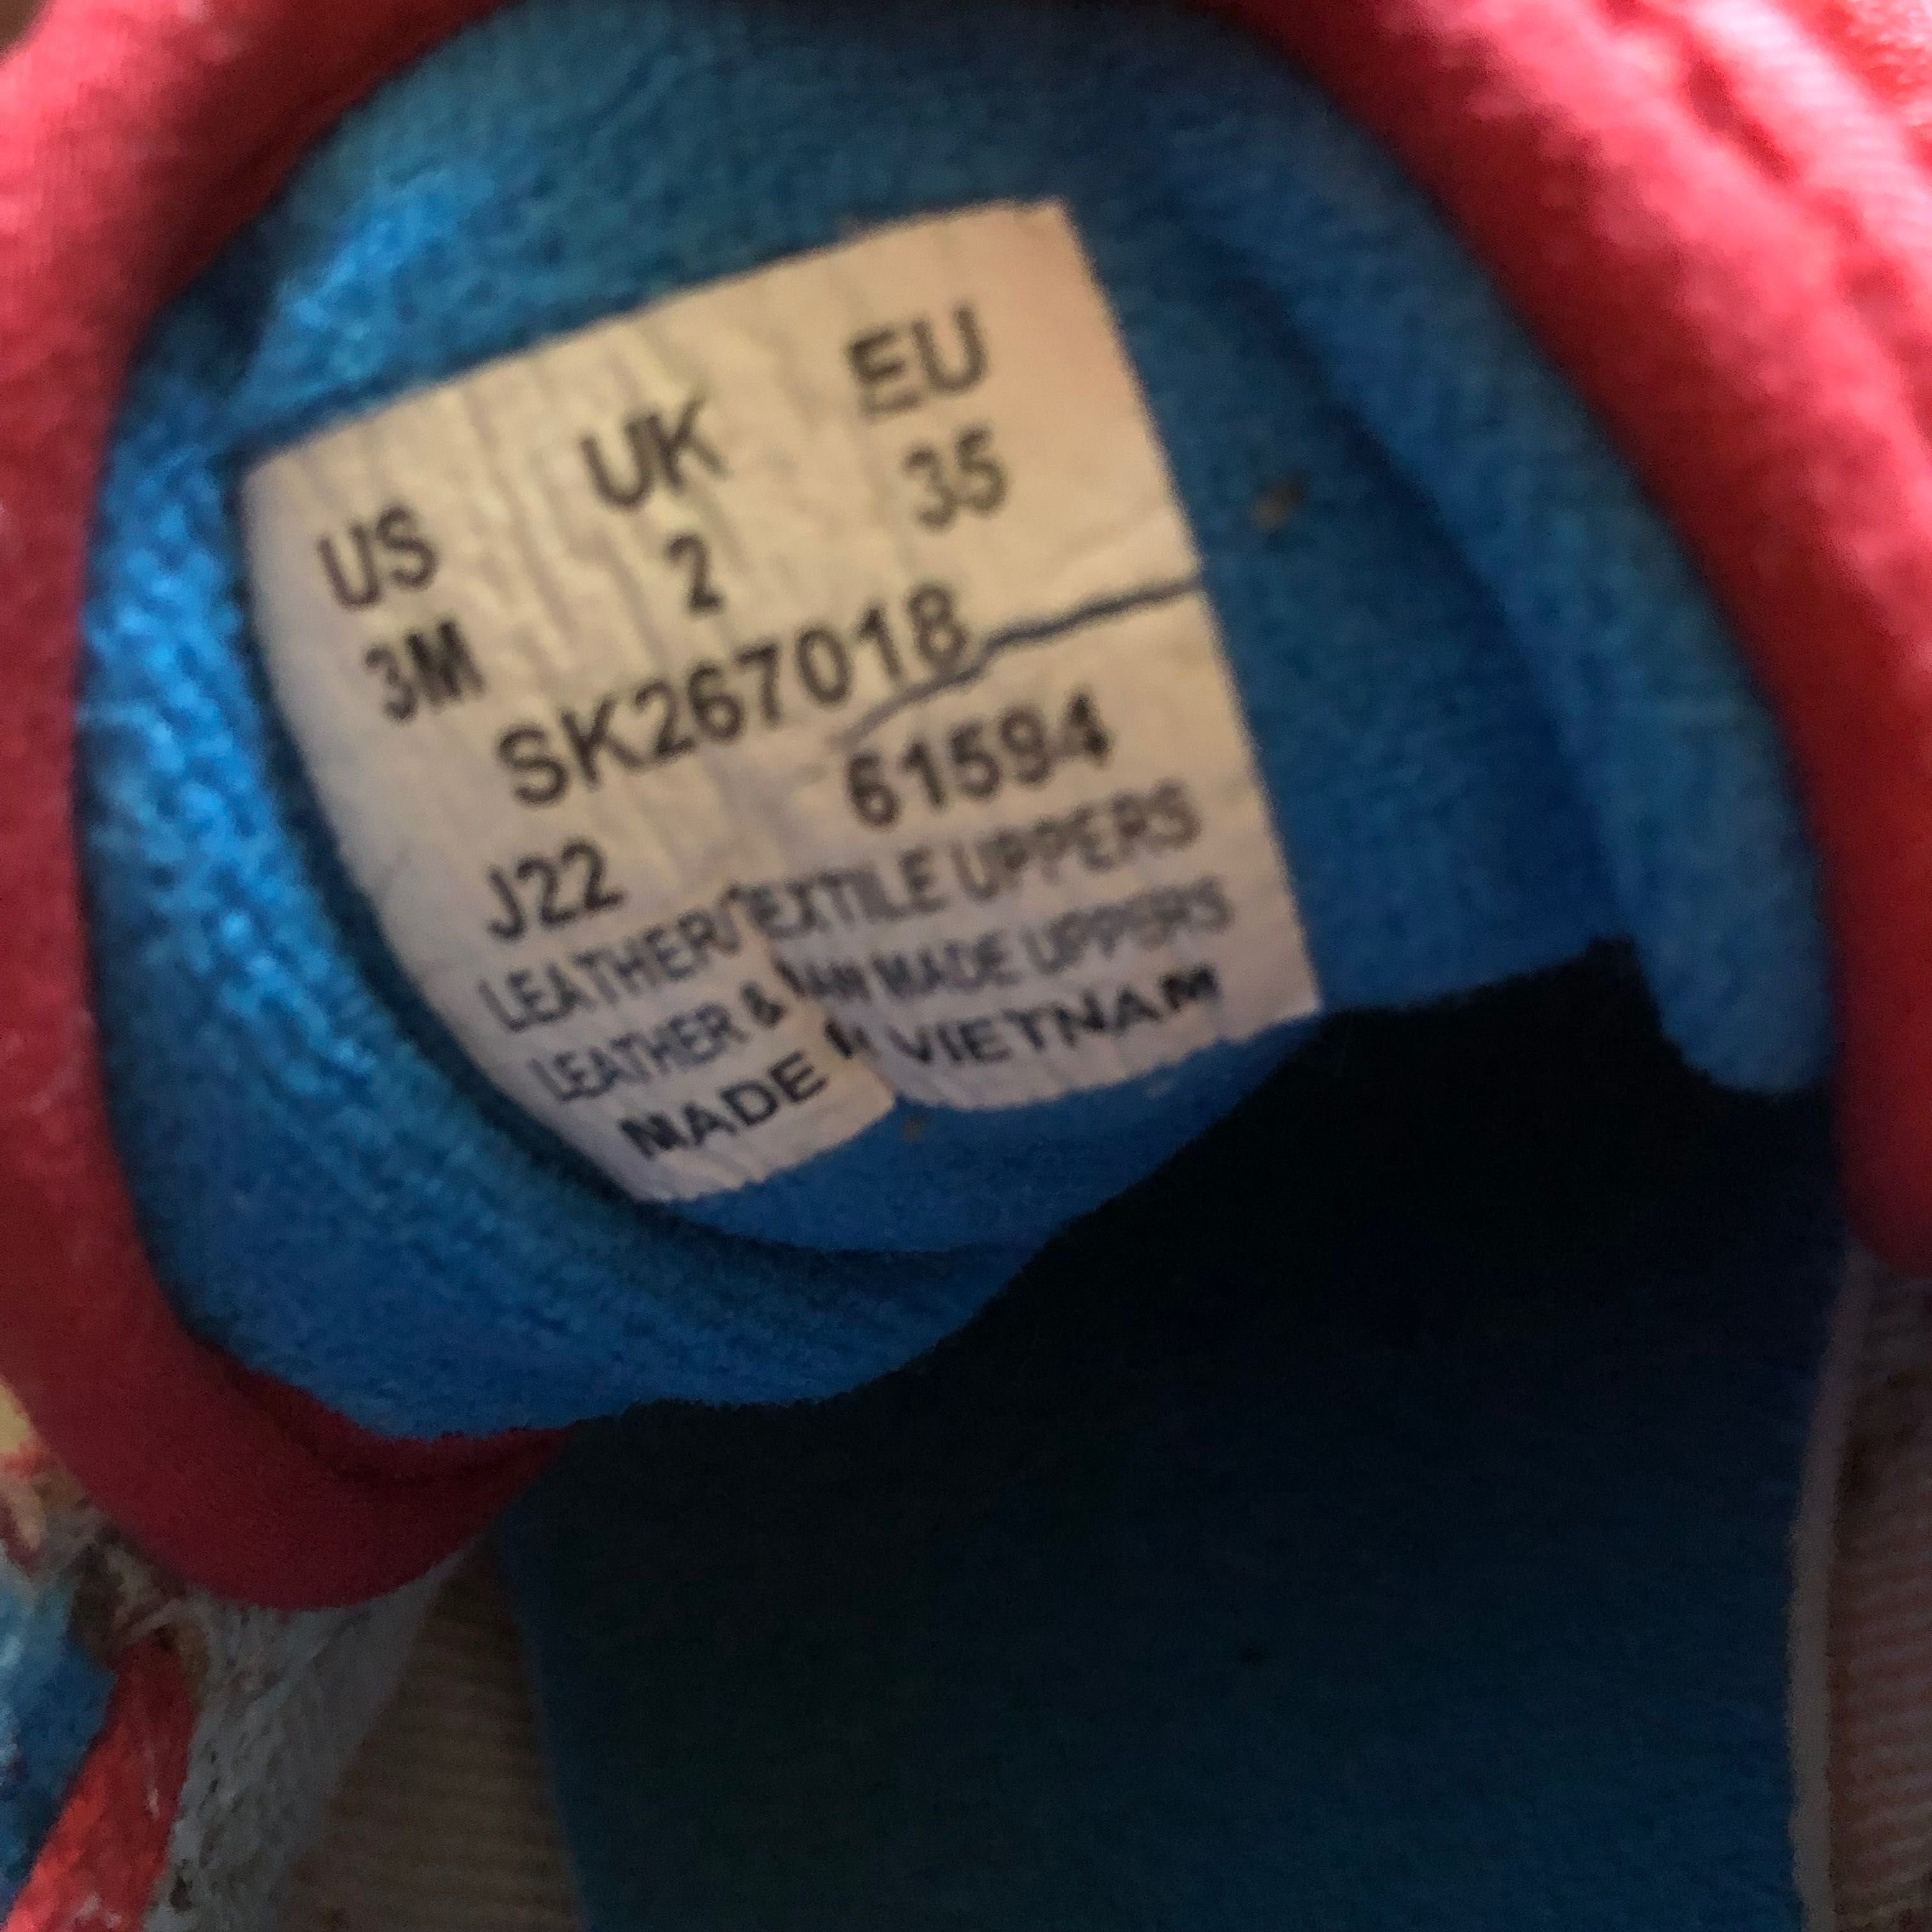 US UK EU
3M 2 35
SK267018
J22 61594
LEATHER/TEXTILE UPPERS
LEATHER & MAN MADE UPPERS
MADE IN VIETNAM